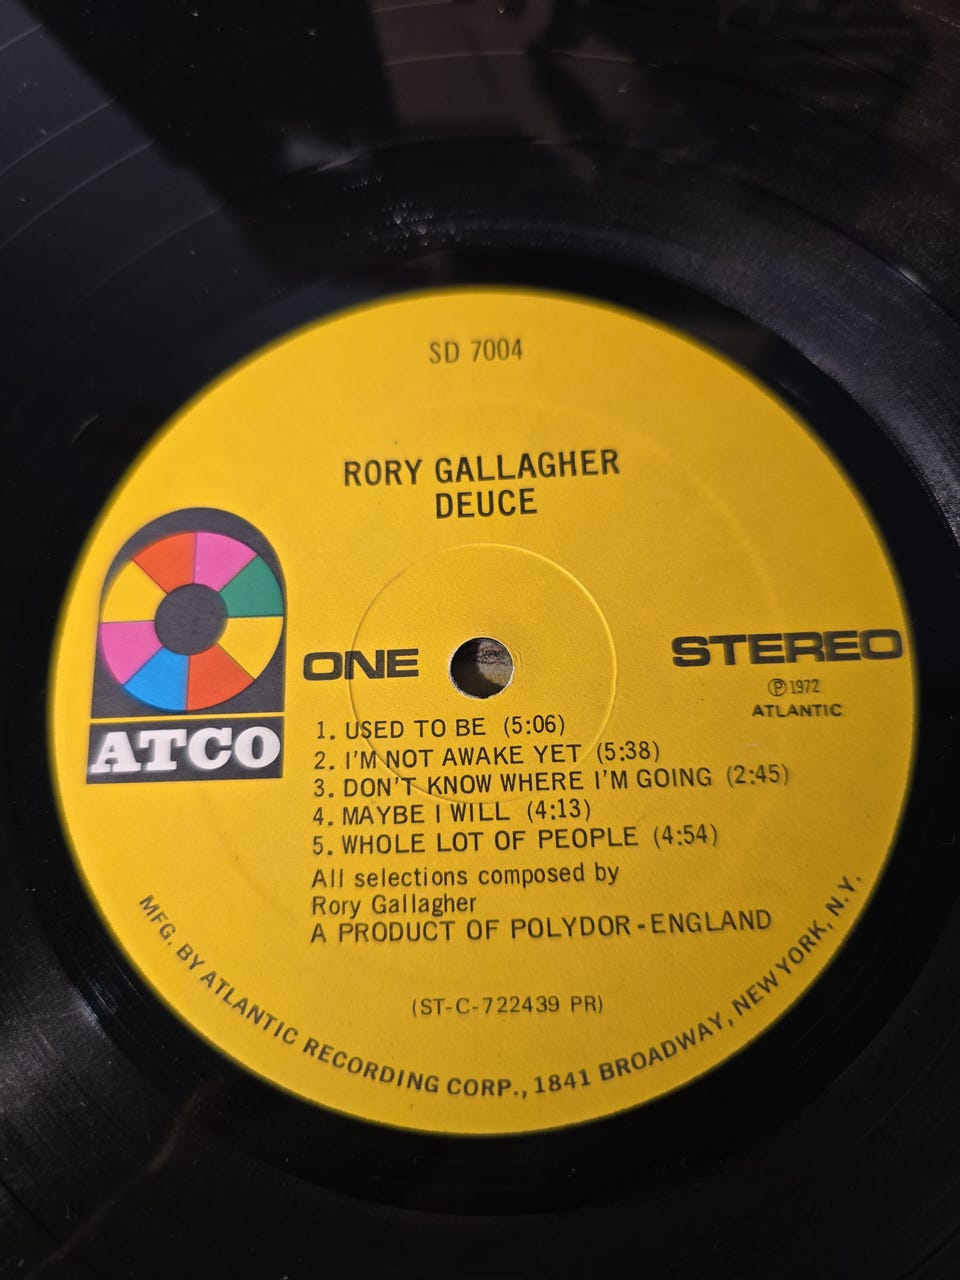 SD 7004
RORY GALLAGHER
DEUCE
ATCO
ONE
STEREO
Ⓟ 1972
ATLANTIC
1. USED TO BE (5:06)
2. I'M NOT AWAKE YET (5:38)
3. DON'T KNOW WHERE I'M GOING (2:45)
4. MAYBE I WILL (4:13)
5. WHOLE LOT OF PEOPLE (4:54)
All selections composed by
Rory Gallagher
A PRODUCT OF POLYDOR-ENGLAND
(ST-C-722439 PR)
MFG. BY ATLANTIC RECORDING CORP., 1841 BROADWAY, NEW YORK, N.Y.